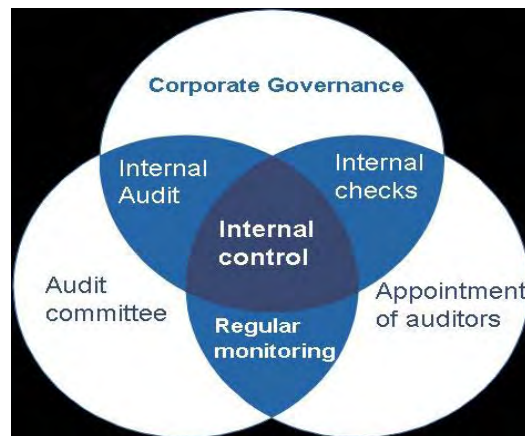 Corporate Governance
Internal
Audit
Internal
checks
Internal
control
Audit
committee
Appointment
of auditors
Regular
monitoring